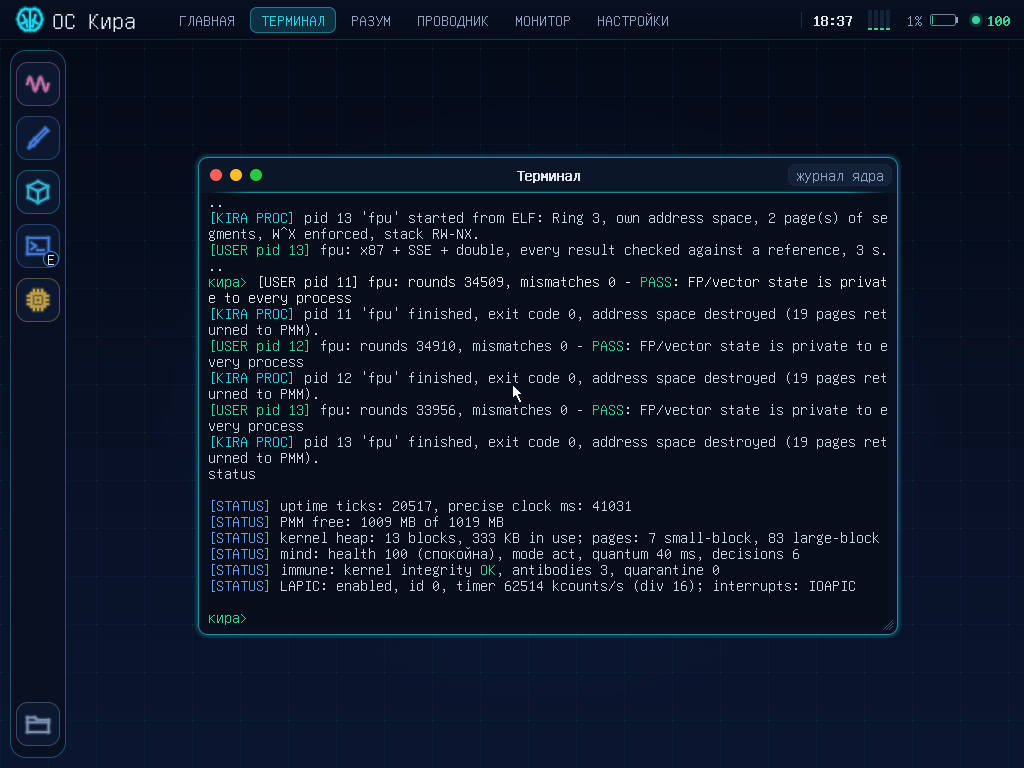 ОС Кира
ГЛАВНАЯ
ТЕРМИНАЛ
РАЗУМ
ПРОВОДНИК
МОНИТОР
НАСТРОЙКИ
18:37
1%
100
Терминал
журнал ядра
..
[KIRA PROC] pid 13 'fpu' started from ELF: Ring 3, own address space, 2 page(s) of se
gments, W^X enforced, stack RW-NX.
[USER pid 13] fpu: x87 + SSE + double, every result checked against a reference, 3 s.
..
кира> [USER pid 11] fpu: rounds 34509, mismatches 0 - PASS: FP/vector state is privat
e to every process
[KIRA PROC] pid 11 'fpu' finished, exit code 0, address space destroyed (19 pages ret
urned to PMM).
[USER pid 12] fpu: rounds 34910, mismatches 0 - PASS: FP/vector state is private to e
very process
[KIRA PROC] pid 12 'fpu' finished, exit code 0, address space destroyed (19 pages ret
urned to PMM).
[USER pid 13] fpu: rounds 33956, mismatches 0 - PASS: FP/vector state is private to e
very process
[KIRA PROC] pid 13 'fpu' finished, exit code 0, address space destroyed (19 pages ret
urned to PMM).
status
[STATUS] uptime ticks: 20517, precise clock ms: 41031
[STATUS] PMM free: 1009 MB of 1019 MB
[STATUS] kernel heap: 13 blocks, 333 KB in use; pages: 7 small-block, 83 large-block
[STATUS] mind: health 100 (спокойна), mode act, quantum 40 ms, decisions 6
[STATUS] immune: kernel integrity OK, antibodies 3, quarantine 0
[STATUS] LAPIC: enabled, id 0, timer 62514 kcounts/s (div 16); interrupts: IOAPIC
кира>
E